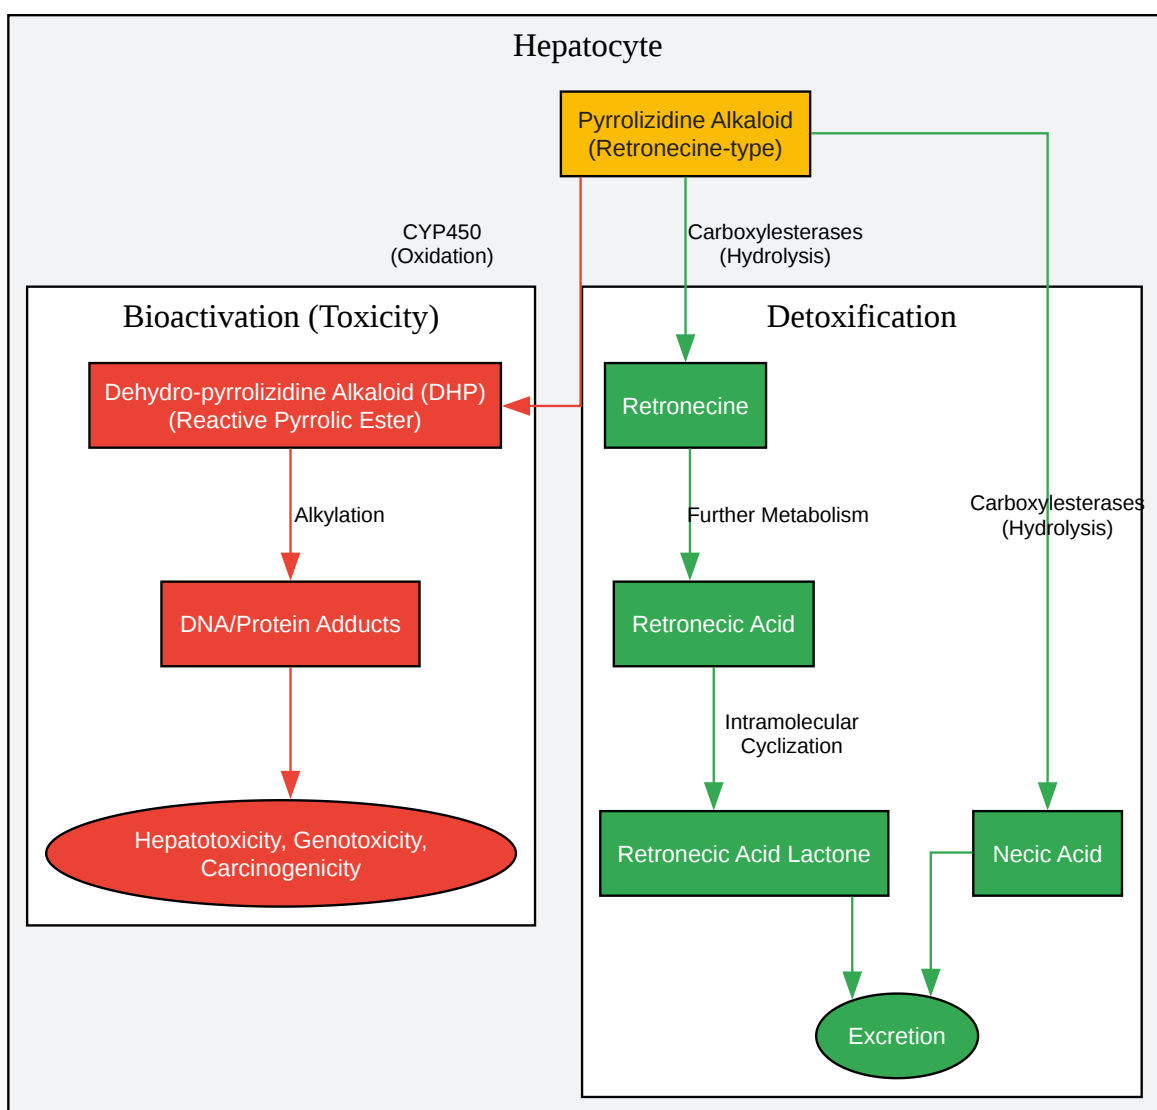 Hepatocyte
Pyrrolizidine Alkaloid
(Retronecine-type)
CYP450
(Oxidation)
Carboxylesterases
(Hydrolysis)
Bioactivation (Toxicity)
Detoxification
Dehydro-pyrrolizidine Alkaloid (DHP)
(Reactive Pyrrolic Ester)
Retronecine
Alkylation
Further Metabolism
Carboxylesterases
(Hydrolysis)
DNA/Protein Adducts
Retronecic Acid
Intramolecular
Cyclization
Hepatotoxicity, Genotoxicity,
Carcinogenicity
Retronecic Acid Lactone
Necic Acid
Excretion